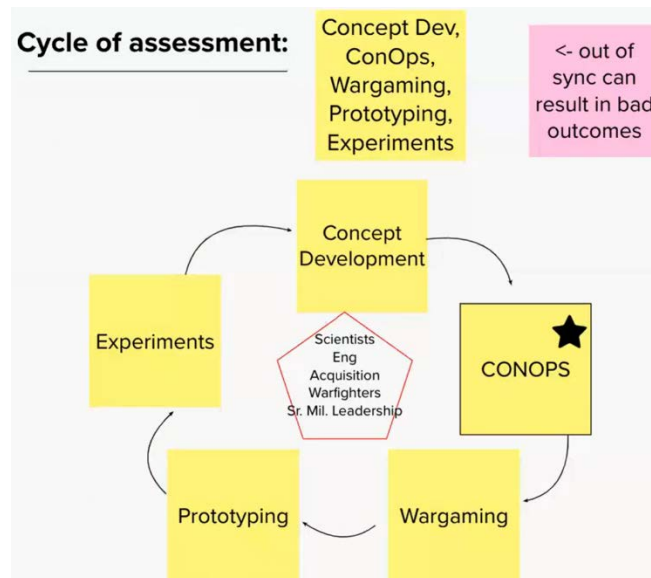 Cycle of assessment:
Concept Dev,
ConOps,
Wargaming,
Prototyping,
Experiments
<- out of
sync can
result in bad
outcomes
Concept
Development
Experiments
Scientists
Eng
Acquisition
Warfighters
Sr. Mil. Leadership
CONOPS
Prototyping
Wargaming